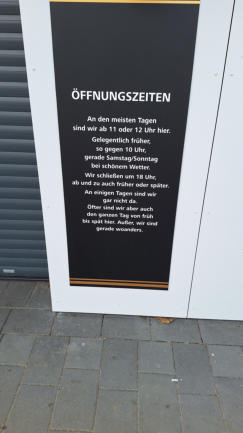 ÖFFNUNGSZEITEN
An den meisten Tagen
sind wir ab 11 oder 12 Uhr hier.
Gelegentlich früher,
so gegen 10 Uhr,
gerade Samstag/Sonntag
bei schönem Wetter.
Wir schließen um 18 Uhr,
ab und zu auch früher oder später.
An einigen Tagen sind wir
gar nicht da.
Öfter sind wir aber auch
den ganzen Tag von früh
bis spät hier. Außer, wir sind
gerade woanders.